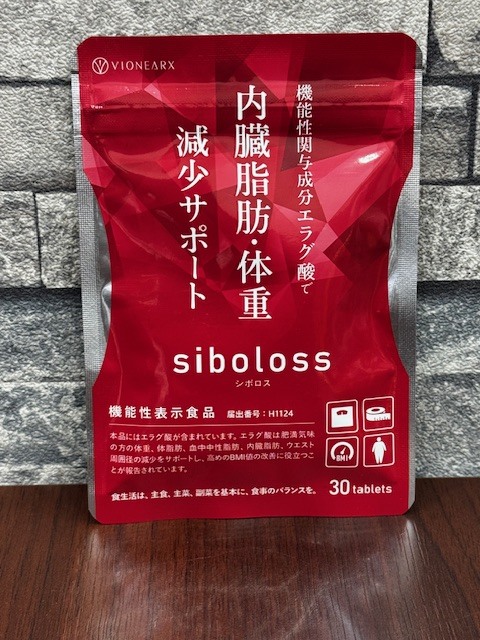 VIONEARX
機能性関与成分エラグ酸で
内臓脂肪・体重
減少サポート
siboloss
シボロス
機能性表示食品 届出番号：H1124
本品にはエラグ酸が含まれています。エラグ酸は肥満気味
の方の体重、体脂肪、血中中性脂肪、内臓脂肪、ウエスト
周囲径の減少をサポートし、高めのBMI値の改善に役立つこ
とが報告されています。
BMI
食生活は、主食、主菜、副菜を基本に、食事のバランスを。
30 tablets